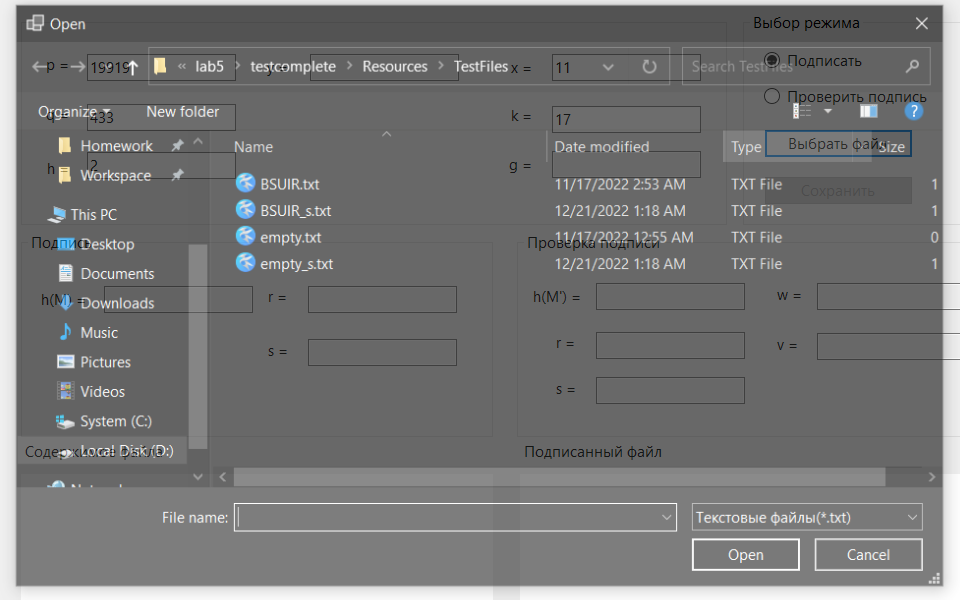 Open
Выбор режима
p = 19919
« lab5 > testcomplete > Resources > TestFiles
x = 11
Search TestFiles
Подписать
Organize
New folder
q = 433
k = 17
Проверить подпись
Homework
Name
Date modified
Type
Size
Выбрать файл
h
2
g =
Workspace
BSUIR.txt 11/17/2022 2:53 AM TXT File 1
Сохранить
This PC
BSUIR_s.txt 12/21/2022 1:18 AM TXT File 1
Подпись
Desktop
empty.txt 11/17/2022 12:55 AM TXT File 0
Проверка подписи
Documents
empty_s.txt 12/21/2022 1:18 AM TXT File 1
h(M) =
r =
h(M') =
w =
Downloads
Music
s =
r =
v =
Pictures
Videos
s =
System (C:)
Содержимое файла
Local Disk (D:)
Подписанный файл
File name:
Текстовые файлы(*.txt)
Open
Cancel